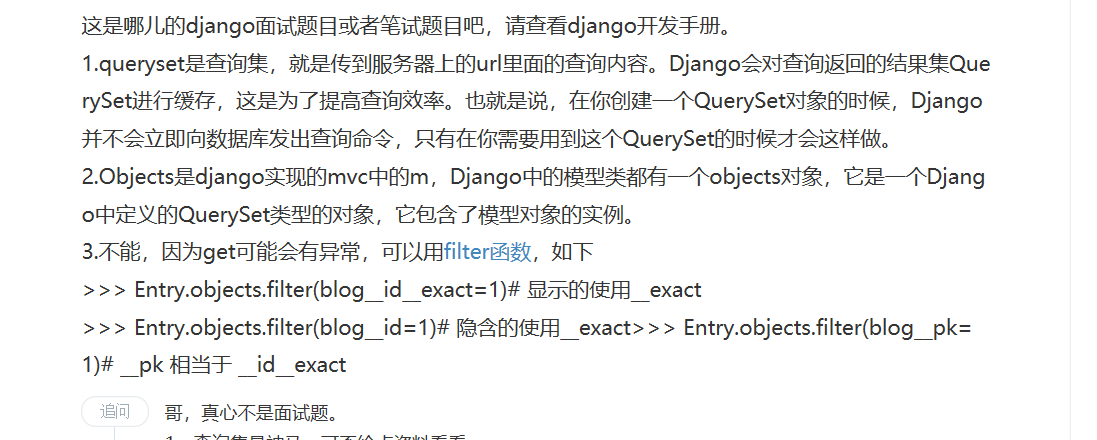 这是哪儿的django面试题目或者笔试题目吧，请查看django开发手册。
1.queryset是查询集，就是传到服务器上的url里面的查询内容。Django会对查询返回的结果集Que
rySet进行缓存，这是为了提高查询效率。也就是说，在你创建一个QuerySet对象的时候，Django
并不会立即向数据库发出查询命令，只有在你需要用到这个QuerySet的时候才会这样做。
2.Objects是django实现的mvc中的m，Django中的模型类都有一个objects对象，它是一个Djang
o中定义的QuerySet类型的对象，它包含了模型对象的实例。
3.不能，因为get可能会有异常，可以用filter函数，如下
>>> Entry.objects.filter(blog__id__exact=1)# 显示的使用__exact
>>> Entry.objects.filter(blog__id=1)# 隐含的使用__exact>>> Entry.objects.filter(blog__pk=
1)# __pk 相当于 __id__exact
追问 哥，真心不是面试题。